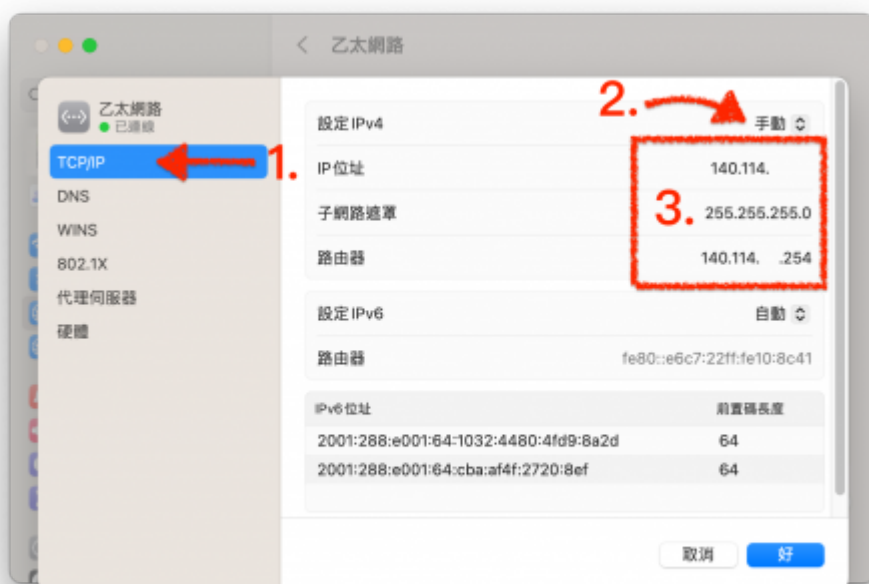 乙太網路
乙太網路
已連線
TCP/IP
1.
DNS
WINS
802.1X
代理伺服器
硬體
2.
設定 IPv4 手動
IP 位址 140.114.
3.
子網路遮罩 255.255.255.0
路由器 140.114. .254
設定 IPv6 自動
路由器 fe80::e6c7:22ff:fe10:8c41
IPv6 位址 前置碼長度
2001:288:e001:64:1032:4480:4fd9:8a2d 64
2001:288:e001:64:cba:af4f:2720:8ef 64
取消 好